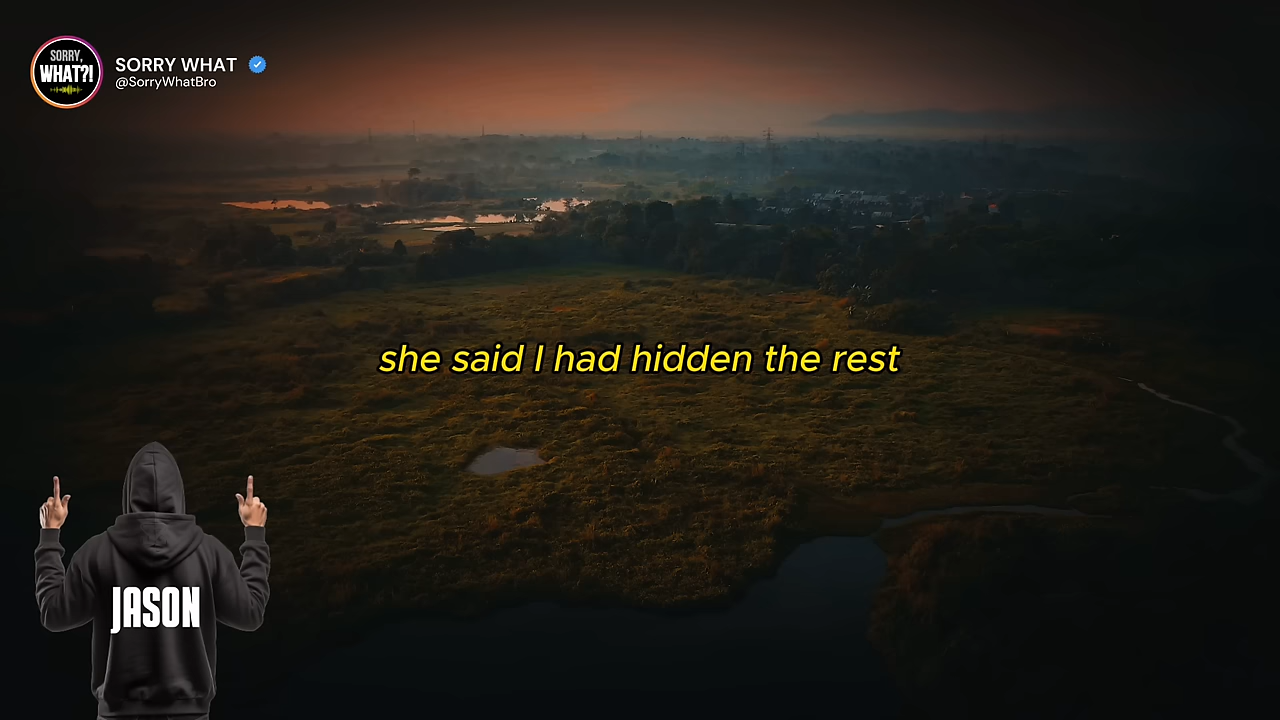 SORRY,
WHAT?!
SORRY WHAT
@SorryWhatBro
she said I had hidden the rest
JASON